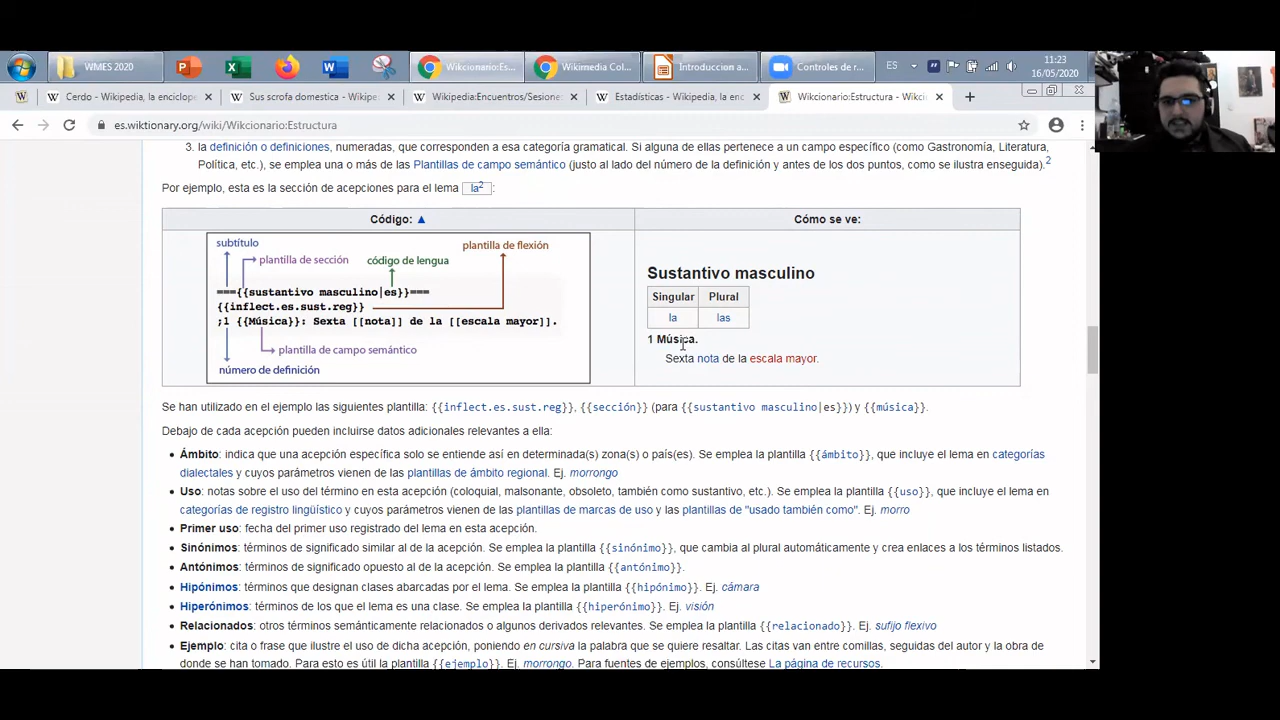 WMES 2020
Wikcionario:Es...
Wikimedia Col...
Introduccion a...
Controles de r...
ES
11:23
16/05/2020
Cerdo - Wikipedia, la enciclop
Sus scrofa domestica - Wikiped
Wikipedia:Encuentros/Sesione
Estadísticas - Wikipedia, la enc
Wikcionario:Estructura - Wikci
es.wiktionary.org/wiki/Wikcionario:Estructura
3. la definición o definiciones, numeradas, que corresponden a esa categoría gramatical. Si alguna de ellas pertenece a un campo específico (como Gastronomía, Literatura,
Política, etc.), se emplea una o más de las Plantillas de campo semántico (justo al lado del número de la definición y antes de los dos puntos, como se ilustra enseguida).2
Por ejemplo, esta es la sección de acepciones para el lema la2:
Código: ▲
Cómo se ve:
subtítulo
plantilla de flexión
plantilla de sección
código de lengua
==={{sustantivo masculino|es}}===
{{inflect.es.sust.reg}}
;1 {{Música}}: Sexta [[nota]] de la [[escala mayor]].
plantilla de campo semántico
número de definición
Sustantivo masculino
Singular Plural
la las
1 Música.
Sexta nota de la escala mayor.
Se han utilizado en el ejemplo las siguientes plantilla: {{inflect.es.sust.reg}}, {{sección}} (para {{sustantivo masculino|es}}) y {{música}}.
Debajo de cada acepción pueden incluirse datos adicionales relevantes a ella:
• Ámbito: indica que una acepción específica solo se entiende así en determinada(s) zona(s) o país(es). Se emplea la plantilla {{ámbito}}, que incluye el lema en categorías
dialectales y cuyos parámetros vienen de las plantillas de ámbito regional. Ej. morrongo
• Uso: notas sobre el uso del término en esta acepción (coloquial, malsonante, obsoleto, también como sustantivo, etc.). Se emplea la plantilla {{uso}}, que incluye el lema en
categorías de registro lingüístico y cuyos parámetros vienen de las plantillas de marcas de uso y las plantillas de "usado también como". Ej. morro
• Primer uso: fecha del primer uso registrado del lema en esta acepción.
• Sinónimos: términos de significado similar al de la acepción. Se emplea la plantilla {{sinónimo}}, que cambia al plural automáticamente y crea enlaces a los términos listados.
• Antónimos: términos de significado opuesto al de la acepción. Se emplea la plantilla {{antónimo}}.
• Hipónimos: términos que designan clases abarcadas por el lema. Se emplea la plantilla {{hipónimo}}. Ej. cámara
• Hiperónimos: términos de los que el lema es una clase. Se emplea la plantilla {{hiperónimo}}. Ej. visión
• Relacionados: otros términos semánticamente relacionados o algunos derivados relevantes. Se emplea la plantilla {{relacionado}}. Ej. sufijo flexivo
• Ejemplo: cita o frase que ilustre el uso de dicha acepción, poniendo en cursiva la palabra que se quiere resaltar. Las citas van entre comillas, seguidas del autor y la obra de
donde se han tomado. Para esto es útil la plantilla {{ejemplo}}. Ej. morrongo. Para fuentes de ejemplos, consúltese La página de recursos.